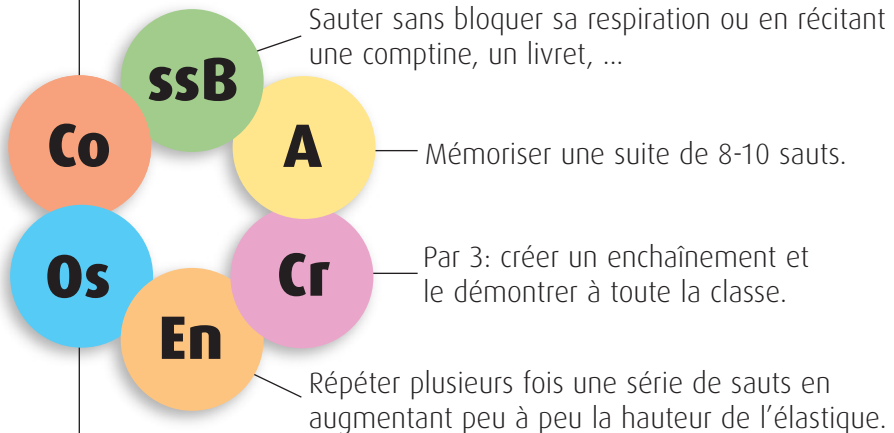 Sauter sans bloquer sa respiration ou en récitant
une comptine, un livret, ...
ssB
Co
A
Mémoriser une suite de 8-10 sauts.
Os
Cr
Par 3: créer un enchaînement et
le démontrer à toute la classe.
En
Répéter plusieurs fois une série de sauts en
augmentant peu à peu la hauteur de l'élastique.